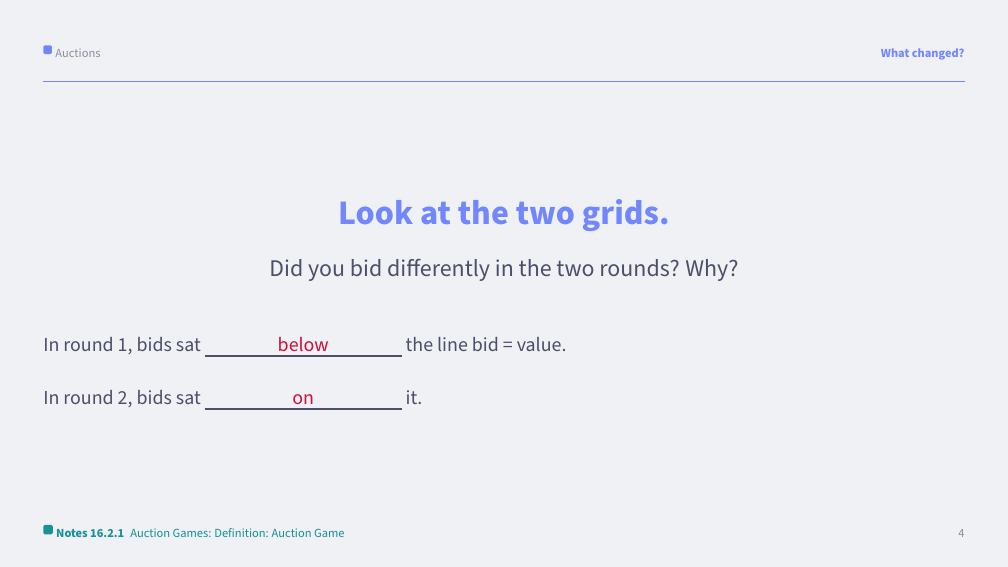 Auctions
What changed?
Look at the two grids.
Did you bid differently in the two rounds? Why?
In round 1, bids sat below the line bid = value.
In round 2, bids sat on it.
Notes 16.2.1 Auction Games: Definition: Auction Game
4